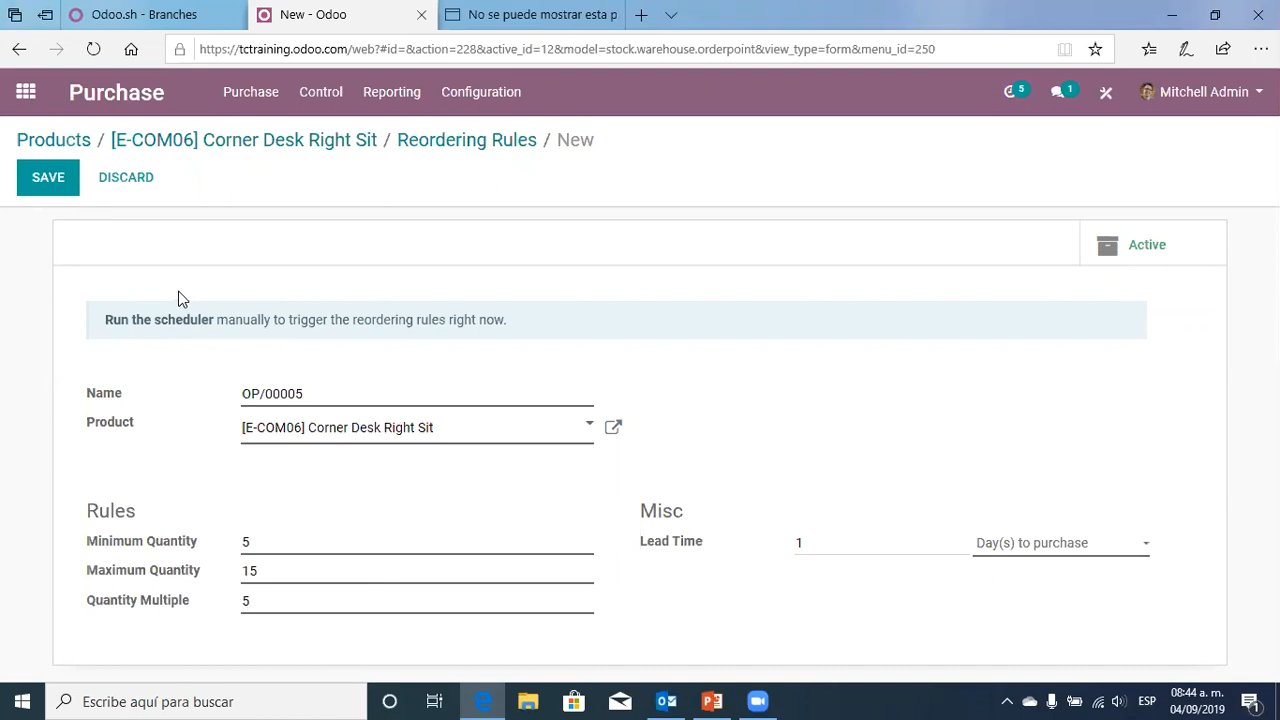 Odoo.sh - Branches
New - Odoo
No se puede mostrar esta p
https://tctraining.odoo.com/web?#id=&action=228&active_id=12&model=stock.warehouse.orderpoint&view_type=form&menu_id=250
Purchase
Purchase Control Reporting Configuration
5
1
Mitchell Admin
Products / [E-COM06] Corner Desk Right Sit / Reordering Rules / New
SAVE DISCARD
Active
Run the scheduler manually to trigger the reordering rules right now.
Name OP/00005
Product [E-COM06] Corner Desk Right Sit
Rules
Minimum Quantity 5
Maximum Quantity 15
Quantity Multiple 5
Misc
Lead Time 1 Day(s) to purchase
Escribe aquí para buscar
ESP
08:44 a. m.
04/09/2019
1